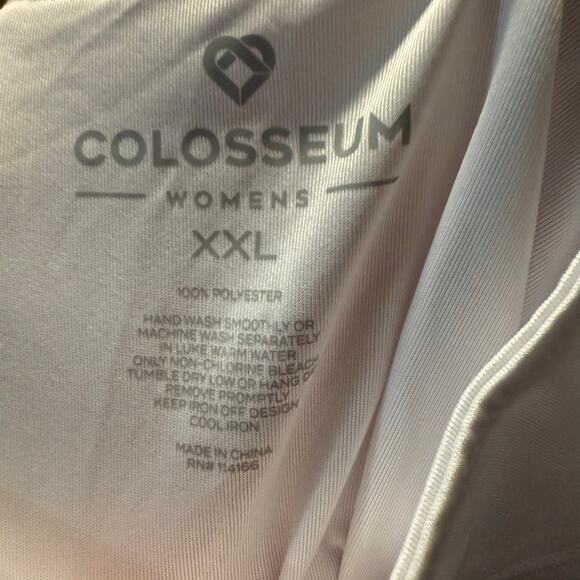 COLOSSEUM
WOMENS
XXL
100% POLYESTER
HAND WASH SMOOTHLY OR
MACHINE WASH SEPARATELY
IN LUKE WARM WATER
ONLY NON-CHLORINE BLEACH
TUMBLE DRY LOW OR HANG
REMOVE PROMPTLY
KEEP IRON OFF DESIGN
COOL IRON
MADE IN CHINA
RN# 114166